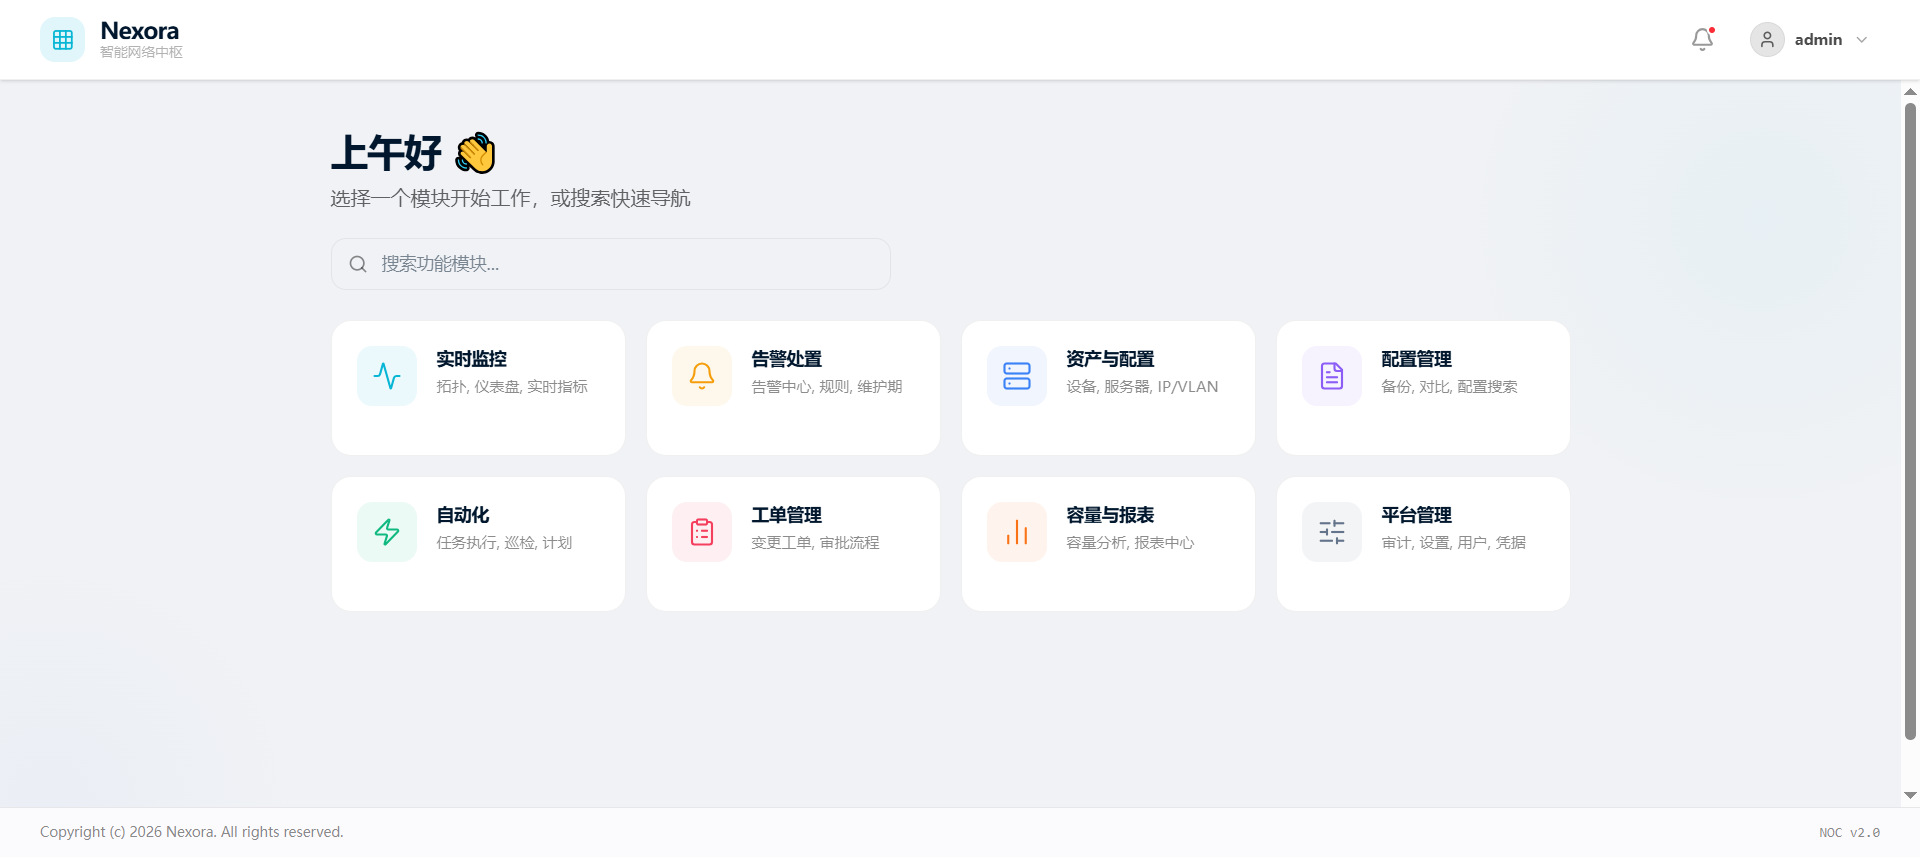 Nexora
智能网络中枢
admin
上午好
选择一个模块开始工作，或搜索快速导航
搜索功能模块...
实时监控
拓扑, 仪表盘, 实时指标
告警处置
告警中心, 规则, 维护期
资产与配置
设备, 服务器, IP/VLAN
配置管理
备份, 对比, 配置搜索
自动化
任务执行, 巡检, 计划
工单管理
变更工单, 审批流程
容量与报表
容量分析, 报表中心
平台管理
审计, 设置, 用户, 凭据
Copyright (c) 2026 Nexora. All rights reserved.
NOC v2.0